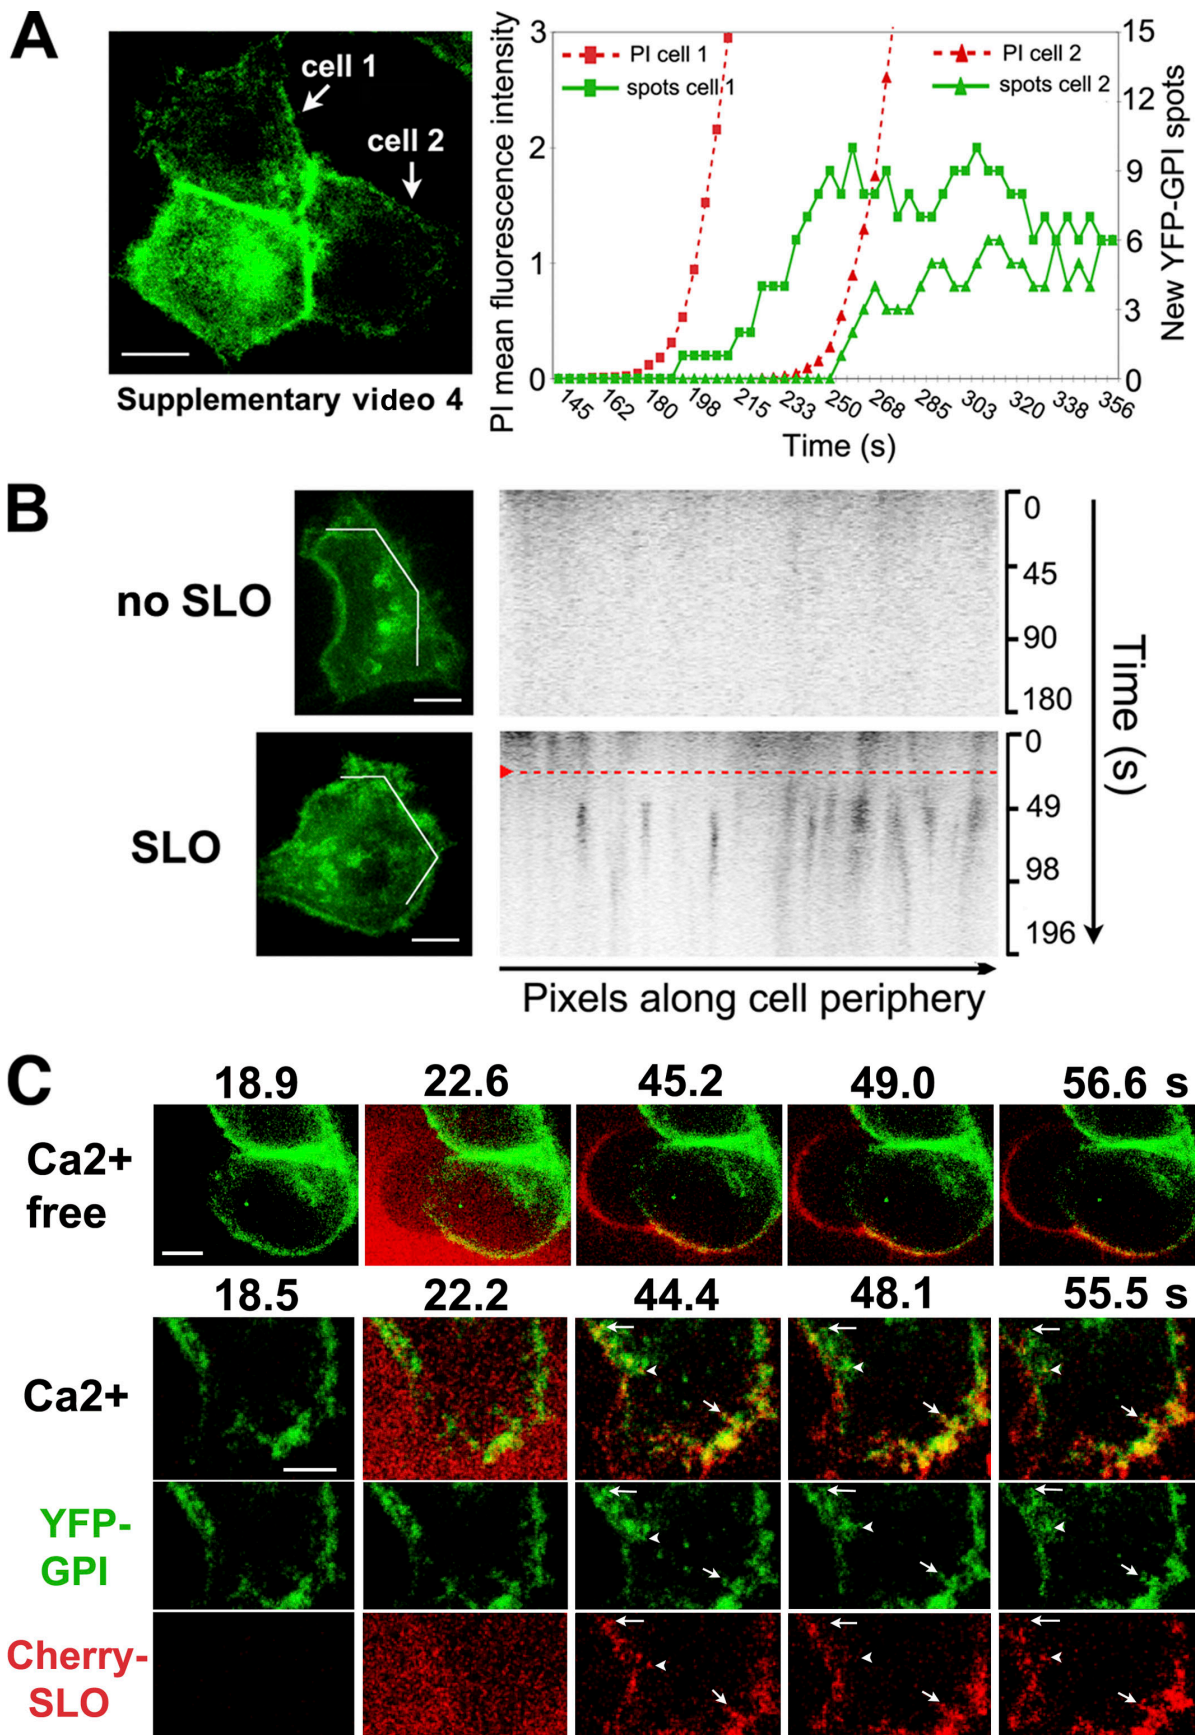 A
cell 1
cell 2
Supplementary video 4
PI mean fluorescence intensity
3
2
1
0
PI cell 1
spots cell 1
PI cell 2
spots cell 2
15
12
9
6
3
0
New YFP-GPI spots
145 162 180 198 215 233 250 268 285 303 320 338 356
Time (s)
B
no SLO
0
45
90
180
SLO
0
49
98
196
Time (s)
Pixels along cell periphery
C
18.9 22.6 45.2 49.0 56.6 s
Ca2+
free
18.5 22.2 44.4 48.1 55.5 s
Ca2+
YFP-
GPI
Cherry-
SLO